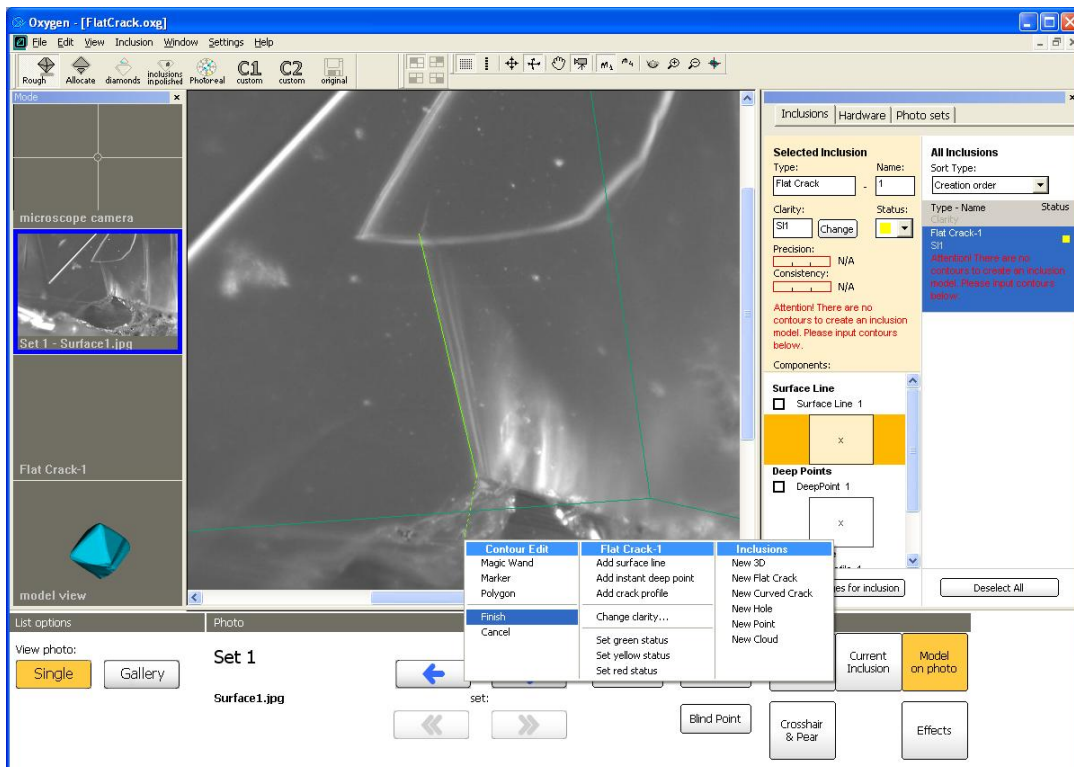 Oxygen - [FlatCrack.oxg]
File Edit View Inclusion Window Settings Help
Rough
Allocate
diamonds
inclusions
in polished
Photoreal
C1
custom
C2
custom
original
Mode
microscope camera
Set 1 - Surface1.jpg
Flat Crack-1
model view
Inclusions
Hardware
Photo sets
Selected Inclusion
Type:
Name:
Flat Crack
-
1
Clarity:
Status:
SI1
Change
Precision:
N/A
Consistency:
N/A
Attention! There are no
contours to create an inclusion
model. Please input contours
below.
Components:
Surface Line
Surface Line 1
x
Deep Points
DeepPoint 1
x
All Inclusions
Sort Type:
Creation order
Type - Name
Status
Clarity
Flat Crack-1
SI1
Attention! There are no
contours to create an inclusion
model. Please input contours
below.
for inclusion
Deselect All
Contour Edit
Magic Wand
Marker
Polygon
Finish
Cancel
Flat Crack-1
Add surface line
Add instant deep point
Add crack profile
Change clarity...
Set green status
Set yellow status
Set red status
Inclusions
New 3D
New Flat Crack
New Curved Crack
New Hole
New Point
New Cloud
List options
Photo
View photo:
Single
Gallery
Set 1
Surface1.jpg
set:
Blind Point
Current
Inclusion
Model
on photo
Crosshair
& Pear
Effects